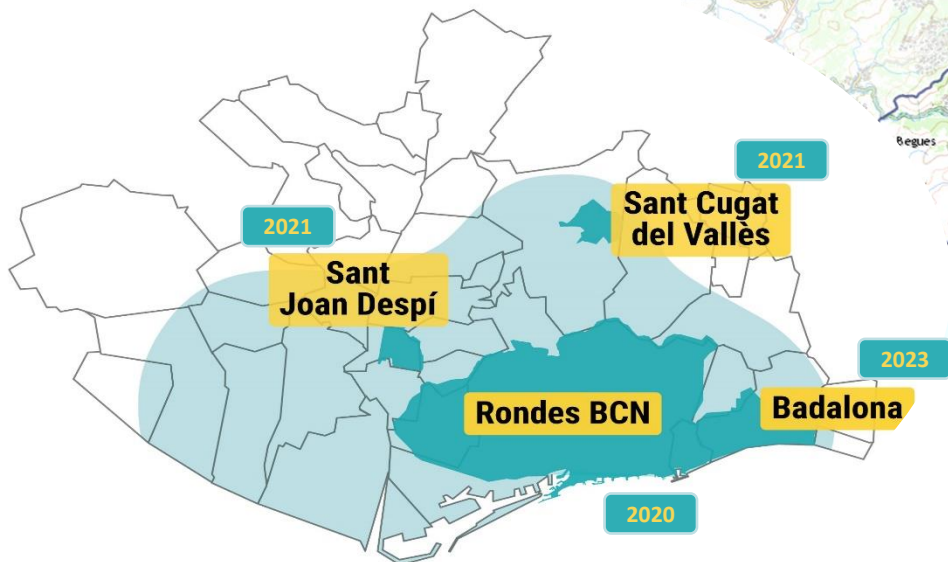 Begues
2021
Sant Cugat
del Vallès
2021
Sant
Joan Despí
2023
Badalona
Rondes BCN
2020